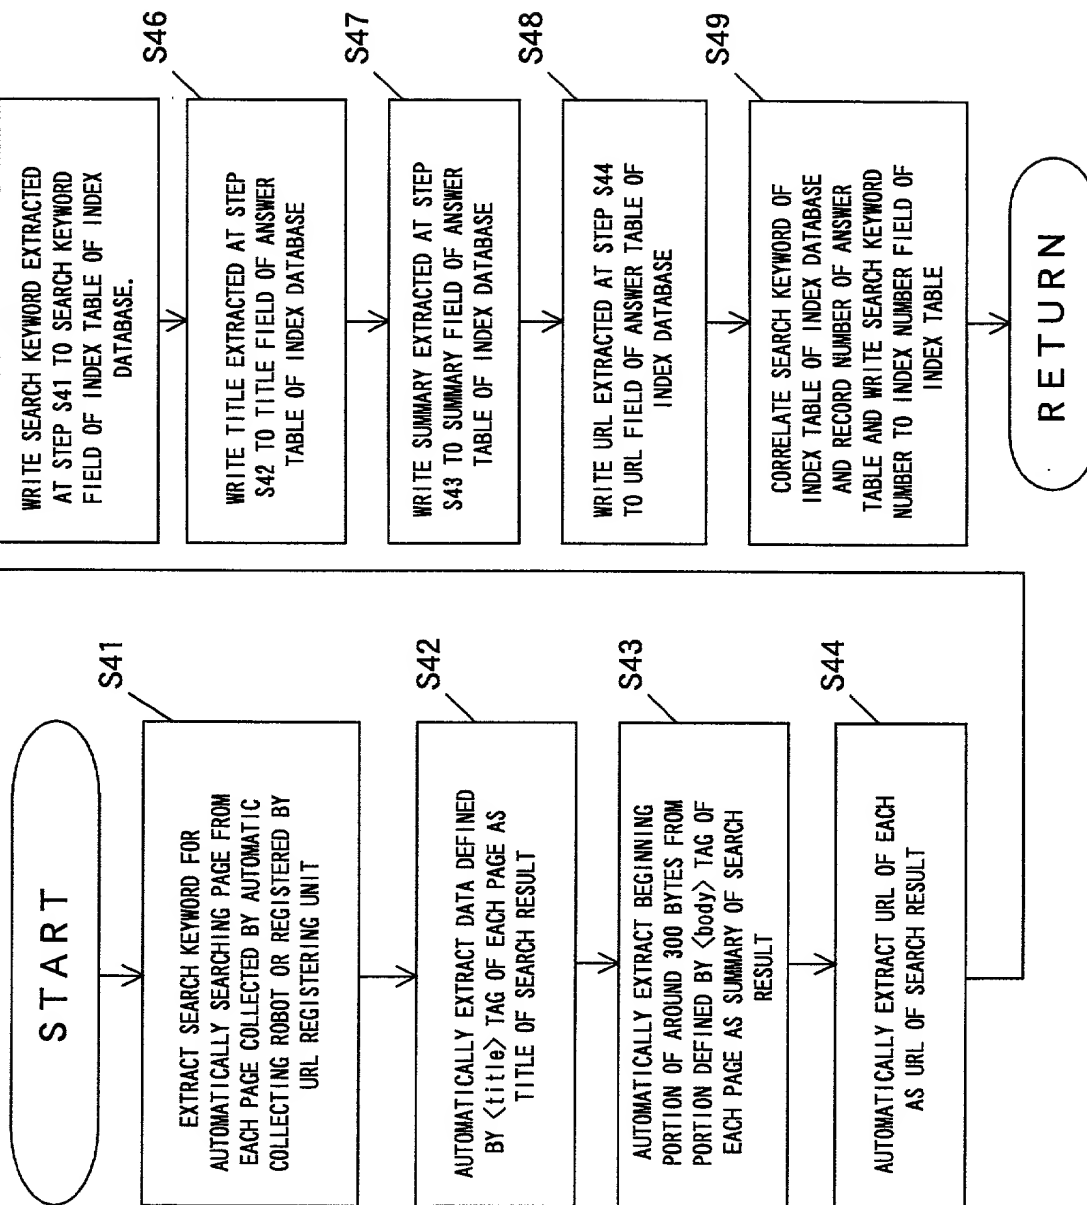 START
S41
EXTRACT SEARCH KEYWORD FOR
AUTOMATICALLY SEARCHING PAGE FROM
EACH PAGE COLLECTED BY AUTOMATIC
COLLECTING ROBOT OR REGISTERED BY
URL REGISTERING UNIT
S42
AUTOMATICALLY EXTRACT DATA DEFINED
BY <title> TAG OF EACH PAGE AS
TITLE OF SEARCH RESULT
S43
AUTOMATICALLY EXTRACT BEGINNING
PORTION OF AROUND 300 BYTES FROM
PORTION DEFINED BY <body> TAG OF
EACH PAGE AS SUMMARY OF SEARCH
RESULT
S44
AUTOMATICALLY EXTRACT URL OF EACH
AS URL OF SEARCH RESULT
WRITE SEARCH KEYWORD EXTRACTED
AT STEP S41 TO SEARCH KEYWORD
FIELD OF INDEX TABLE OF INDEX
DATABASE.
S46
WRITE TITLE EXTRACTED AT STEP
S42 TO TITLE FIELD OF ANSWER
TABLE OF INDEX DATABASE
S47
WRITE SUMMARY EXTRACTED AT STEP
S43 TO SUMMARY FIELD OF ANSWER
TABLE OF INDEX DATABASE
S48
WRITE URL EXTRACTED AT STEP S44
TO URL FIELD OF ANSWER TABLE OF
INDEX DATABASE
S49
CORRELATE SEARCH KEYWORD OF
INDEX TABLE OF INDEX DATABASE
AND RECORD NUMBER OF ANSWER
TABLE AND WRITE SEARCH KEYWORD
NUMBER TO INDEX NUMBER FIELD OF
INDEX TABLE
RETURN